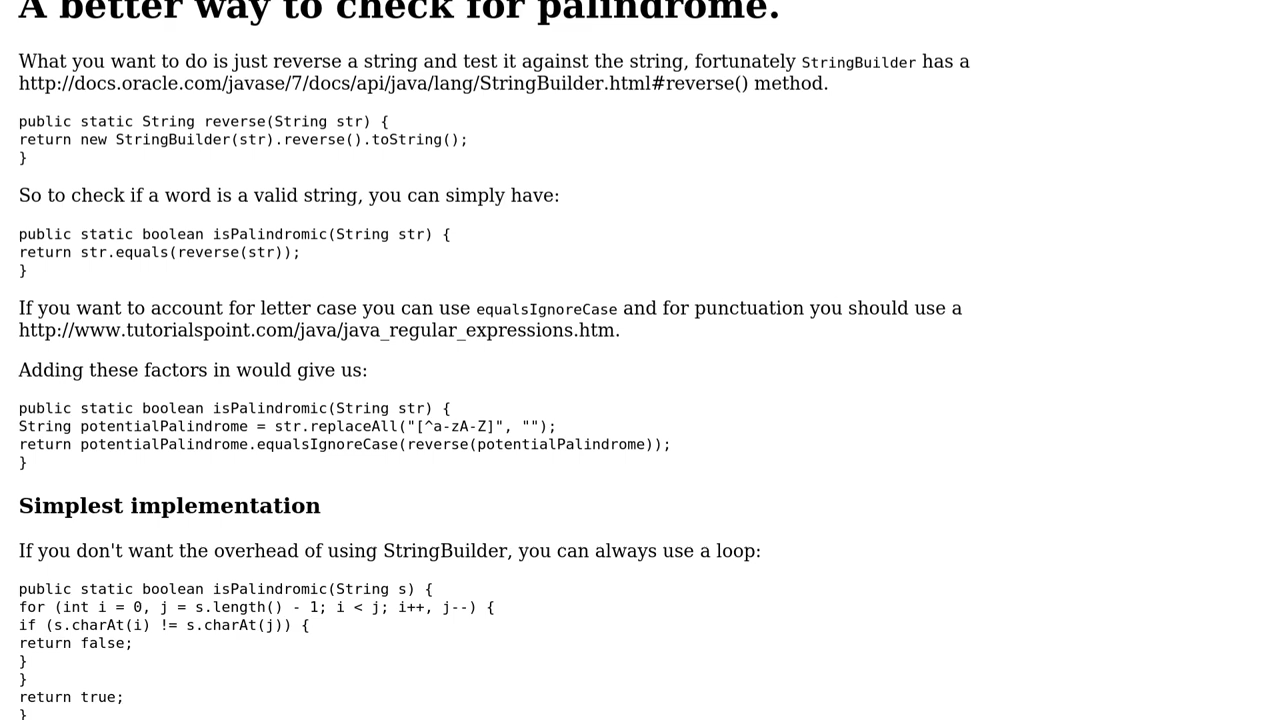 A better way to check for palindrome.
What you want to do is just reverse a string and test it against the string, fortunately StringBuilder has a
http://docs.oracle.com/javase/7/docs/api/java/lang/StringBuilder.html#reverse() method.
public static String reverse(String str) {
return new StringBuilder(str).reverse().toString();
}
So to check if a word is a valid string, you can simply have:
public static boolean isPalindromic(String str) {
return str.equals(reverse(str));
}
If you want to account for letter case you can use equalsIgnoreCase and for punctuation you should use a
http://www.tutorialspoint.com/java/java_regular_expressions.htm.
Adding these factors in would give us:
public static boolean isPalindromic(String str) {
String potentialPalindrome = str.replaceAll("[^a-zA-Z]", "");
return potentialPalindrome.equalsIgnoreCase(reverse(potentialPalindrome));
}
Simplest implementation
If you don't want the overhead of using StringBuilder, you can always use a loop:
public static boolean isPalindromic(String s) {
for (int i = 0, j = s.length() - 1; i < j; i++, j--) {
if (s.charAt(i) != s.charAt(j)) {
return false;
}
}
return true;
}